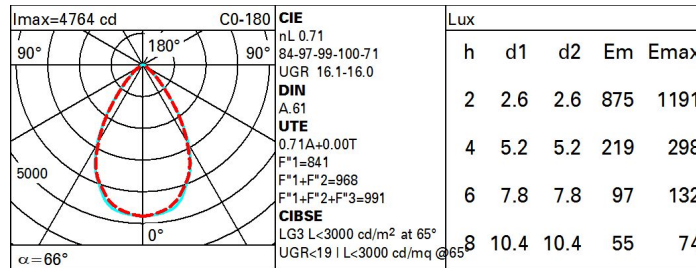 Imax=4764 cd C0-180
90° 180° 90°
5000
0°
α=66°
CIE
nL 0.71
84-97-99-100-71
UGR 16.1-16.0
DIN
A.61
UTE
0.71A+0.00T
F"1=841
F"1+F"2=968
F"1+F"2+F"3=991
CIBSE
LG3 L<3000 cd/m² at 65°
UGR<19 | L<3000 cd/mq @65°
Lux
h d1 d2 Em Emax
2 2.6 2.6 875 1191
4 5.2 5.2 219 298
6 7.8 7.8 97 132
8 10.4 10.4 55 74